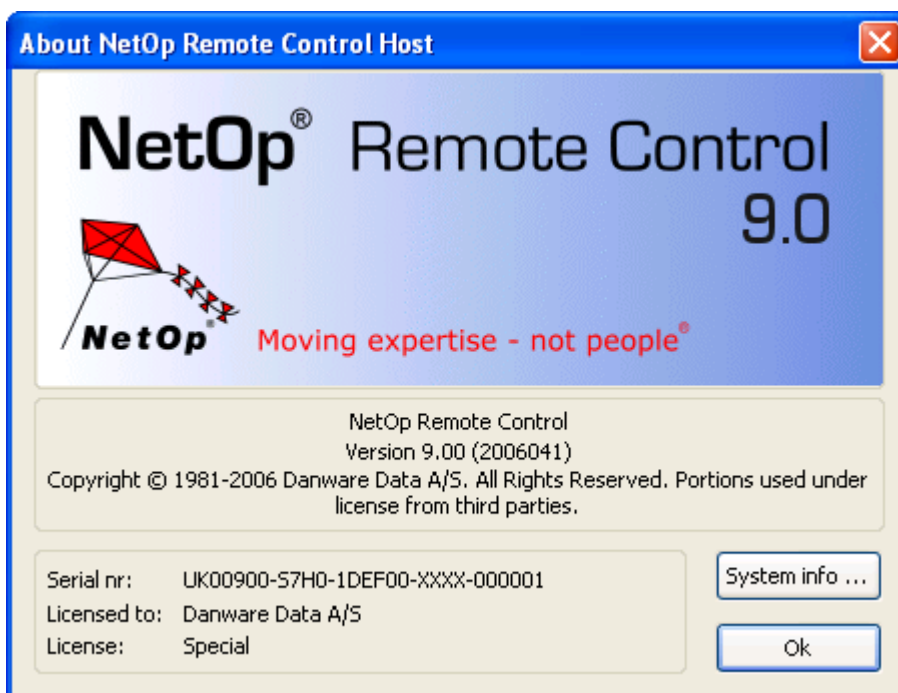 About NetOp Remote Control Host
NetOp® Remote Control
9.0
NetOp®
Moving expertise - not people®
NetOp Remote Control
Version 9.00 (2006041)
Copyright © 1981-2006 Danware Data A/S. All Rights Reserved. Portions used under
license from third parties.
Serial nr: UK00900-S7H0-1DEF00-XXXX-000001
Licensed to: Danware Data A/S
License: Special
System info ...
Ok